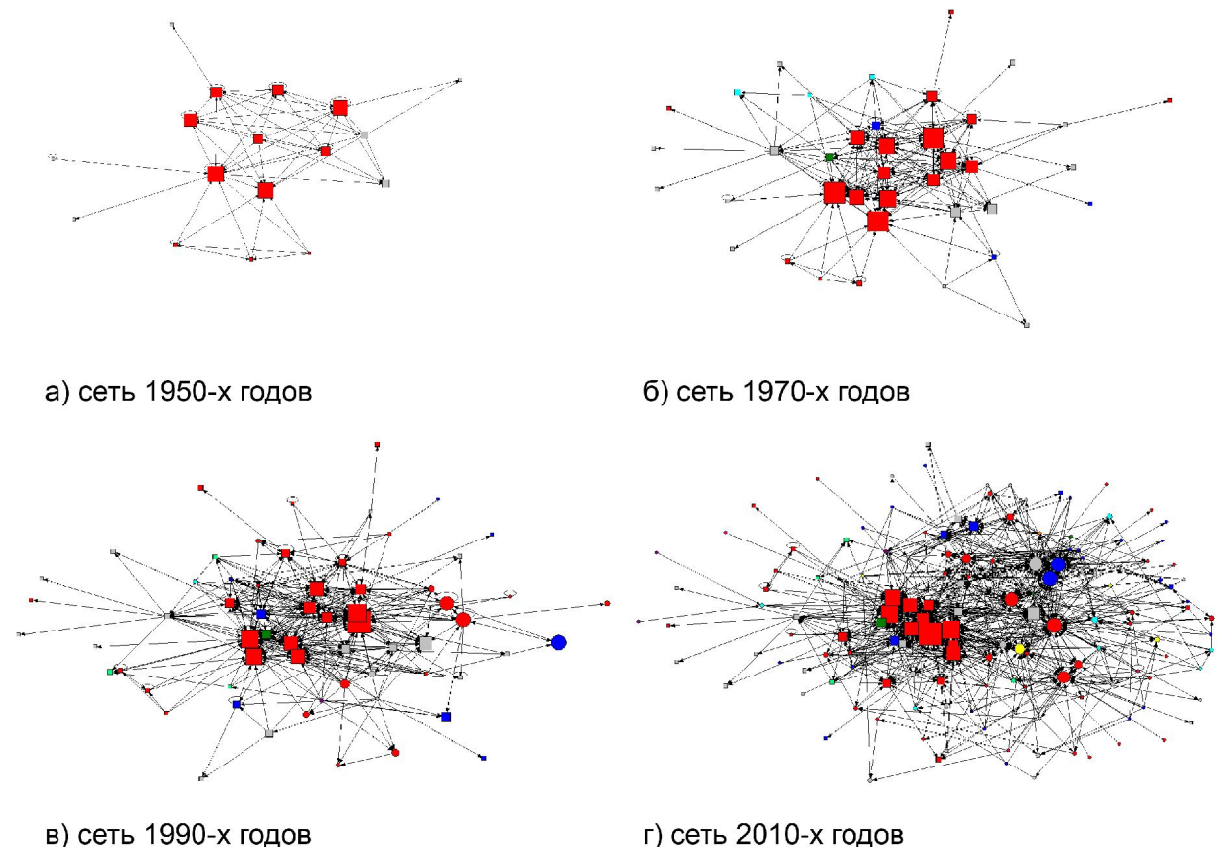 а) сеть 1950-х годов
б) сеть 1970-х годов
в) сеть 1990-х годов
г) сеть 2010-х годов